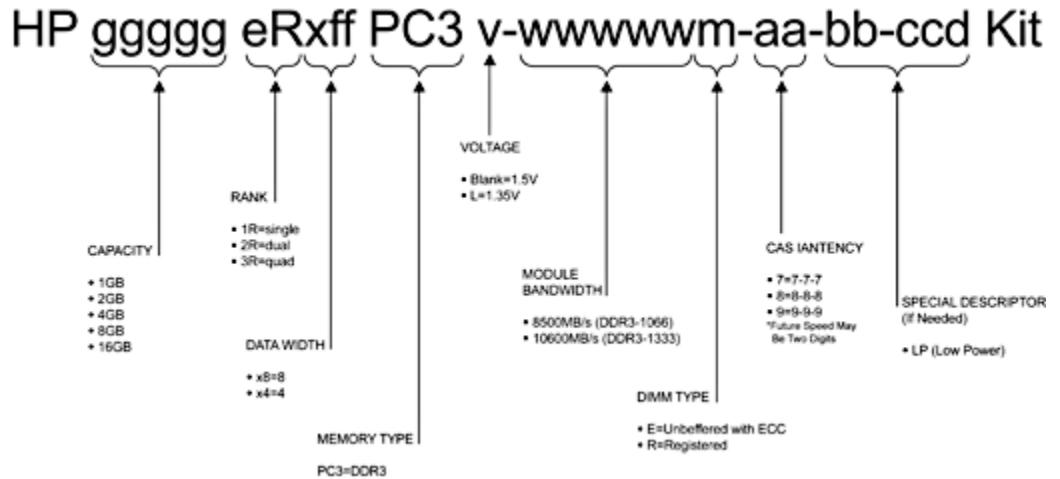 HP ggggg eRxff PC3 v-wwwwwm-aa-bb-ccd Kit
CAPACITY
• 1GB
• 2GB
• 4GB
• 8GB
• 16GB
RANK
• 1R=single
• 2R=dual
• 3R=quad
DATA WIDTH
• x8=8
• x4=4
MEMORY TYPE
PC3=DDR3
VOLTAGE
• Blank=1.5V
• L=1.35V
MODULE
BANDWIDTH
• 8500MB/s (DDR3-1066)
• 10600MB/s (DDR3-1333)
DIMM TYPE
• E=Unbeffered with ECC
• R=Registered
CAS IANTENCY
• 7=7-7-7
• 8=8-8-8
• 9=9-9-9
*Future Speed May
Be Two Digits
SPECIAL DESCRIPTOR
(If Needed)
• LP (Low Power)